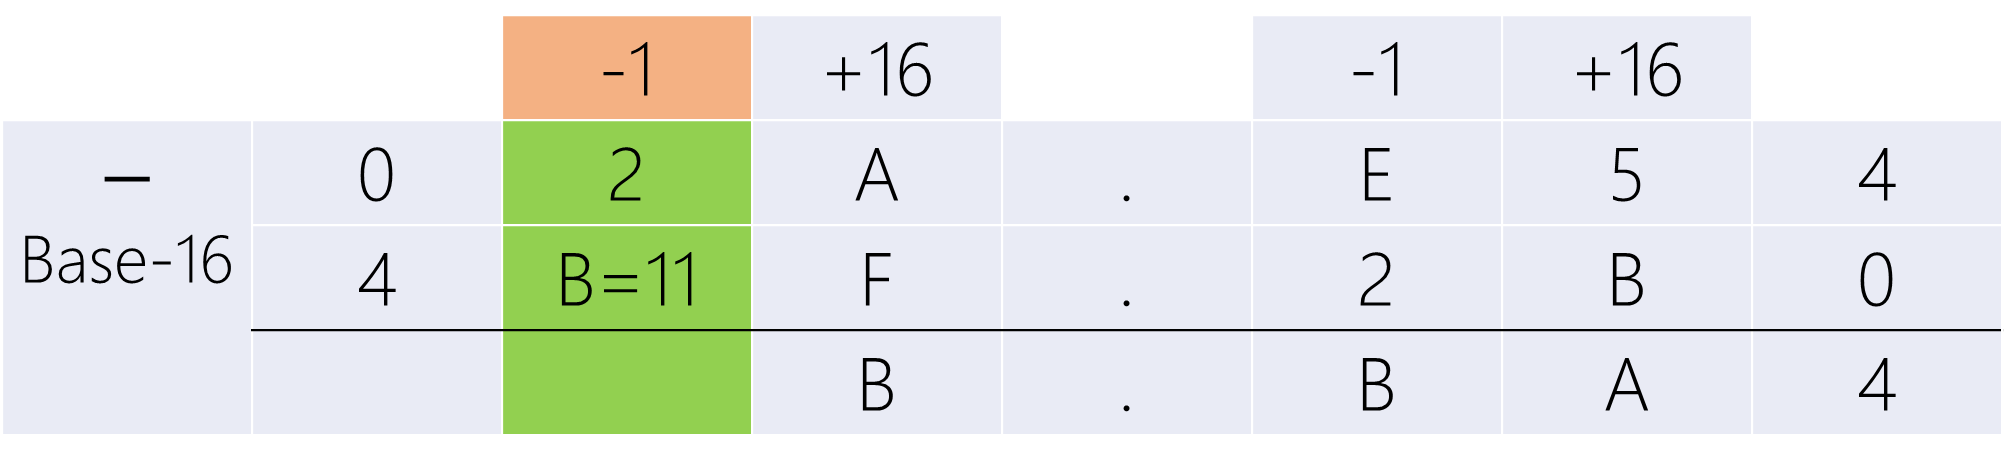 -1 +16 -1 +16
— 0 2 A . E 5 4
Base-16 4 B=11 F . 2 B 0
B . B A 4